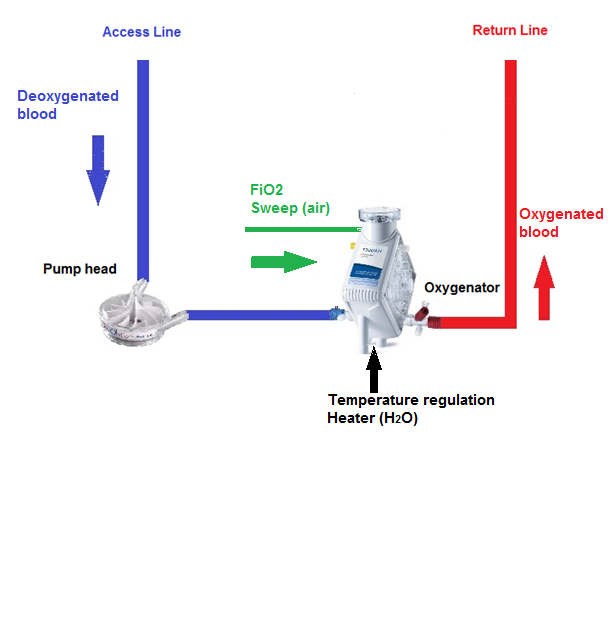 Access Line
Return Line
Deoxygenated
blood
FiO2
Sweep (air)
Oxygenated
blood
Pump head
Oxygenator
Temperature regulation
Heater (H2O)